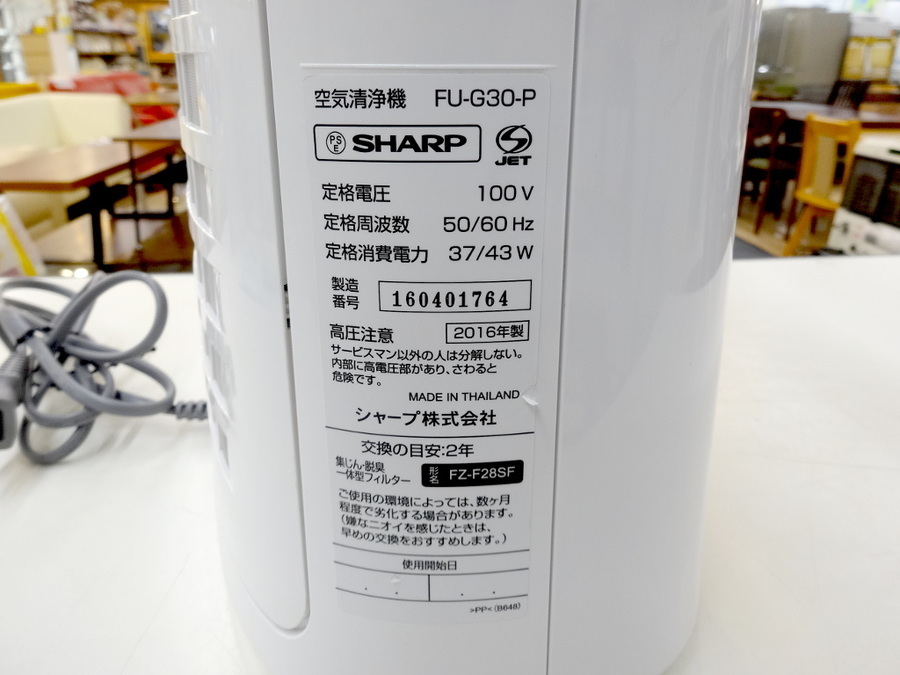 空気清浄機 FU-G30-P
PS E SHARP JET
定格電圧 100 V
定格周波数 50/60 Hz
定格消費電力 37/43 W
製造番号 160401764
高圧注意 2016年製
サービスマン以外の人は分解しない。
内部に高電圧部があり、さわると
危険です。
MADE IN THAILAND
シャープ株式会社
交換の目安:2年
集じん・脱臭
一体型フィルター 形名 FZ-F28SF
ご使用の環境によっては、数ヶ月
程度で劣化する場合があります。
(嫌なニオイを感じたときは、
早めの交換をおすすめします。)
使用開始日
. . . .
>PP< (B648)